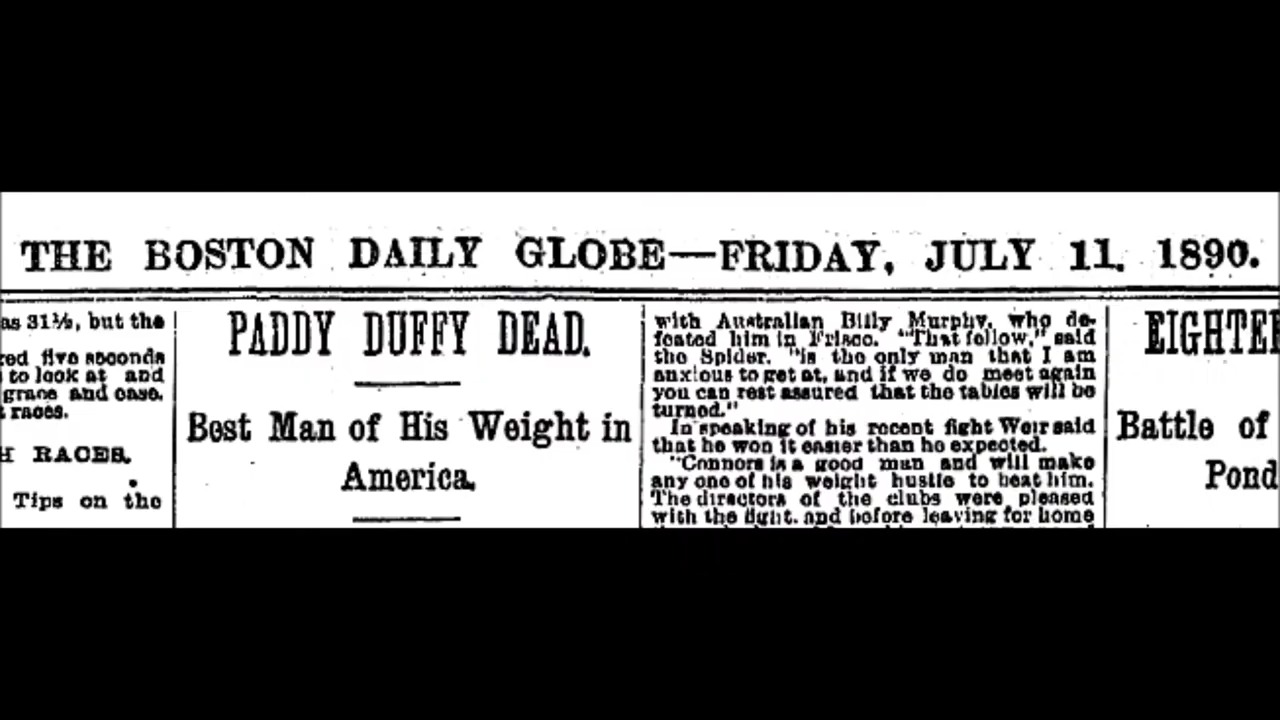 THE BOSTON DAILY GLOBE—FRIDAY, JULY 11, 1890.
as 31½, but the
red five seconds
to look at and
grace and ease.
t races.
H RACES.
Tips on the
PADDY DUFFY DEAD.
Best Man of His Weight in
America.
with Australian Billy Murphy, who de-
feated him in Frisco. "That fellow," said
the Spider, "is the only man that I am
anxious to get at, and if we do meet again
you can rest assured that the tables will be
turned."
In speaking of his recent fight Weir said
that he won it easier than he expected.
"Connors is a good man and will make
any one of his weight hustle to beat him.
The directors of the clubs were pleased
with the fight, and before leaving for home
EIGHTEE
Battle of
Pond